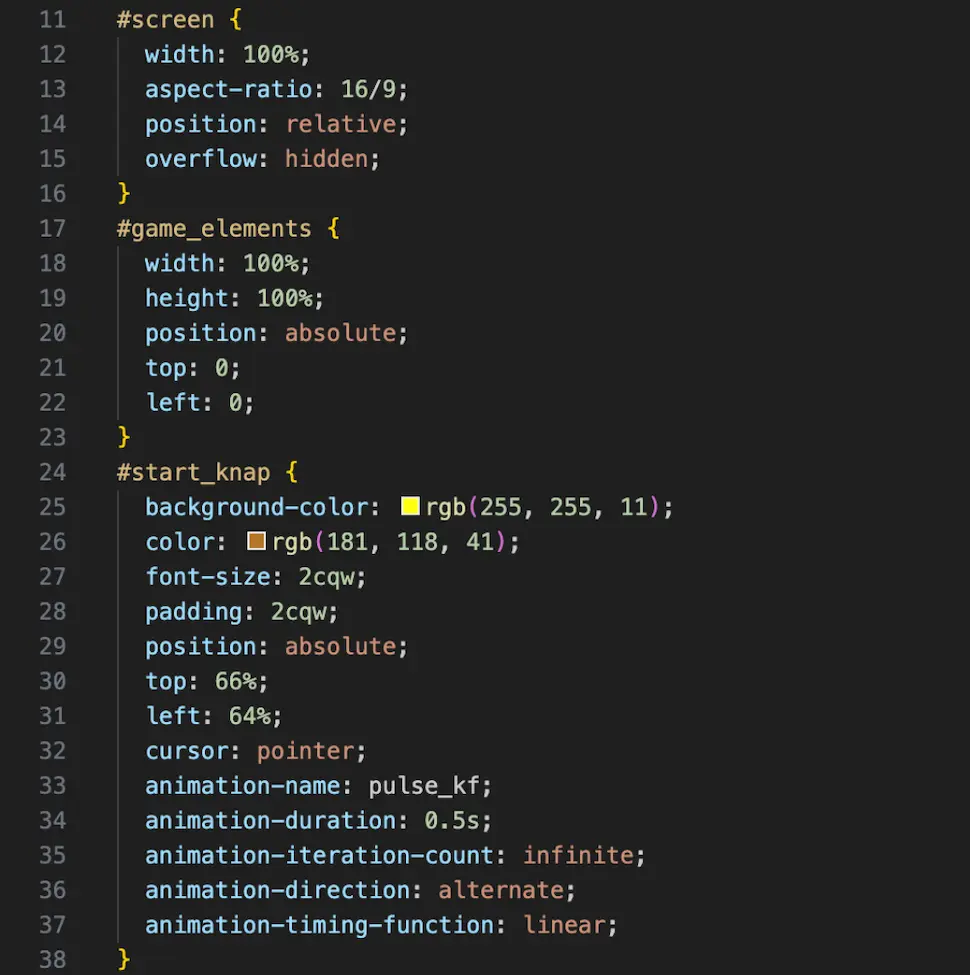 11 #screen {
12 width: 100%;
13 aspect-ratio: 16/9;
14 position: relative;
15 overflow: hidden;
16 }
17 #game_elements {
18 width: 100%;
19 height: 100%;
20 position: absolute;
21 top: 0;
22 left: 0;
23 }
24 #start_knap {
25 background-color: rgb(255, 255, 11);
26 color: rgb(181, 118, 41);
27 font-size: 2cqw;
28 padding: 2cqw;
29 position: absolute;
30 top: 66%;
31 left: 64%;
32 cursor: pointer;
33 animation-name: pulse_kf;
34 animation-duration: 0.5s;
35 animation-iteration-count: infinite;
36 animation-direction: alternate;
37 animation-timing-function: linear;
38 }